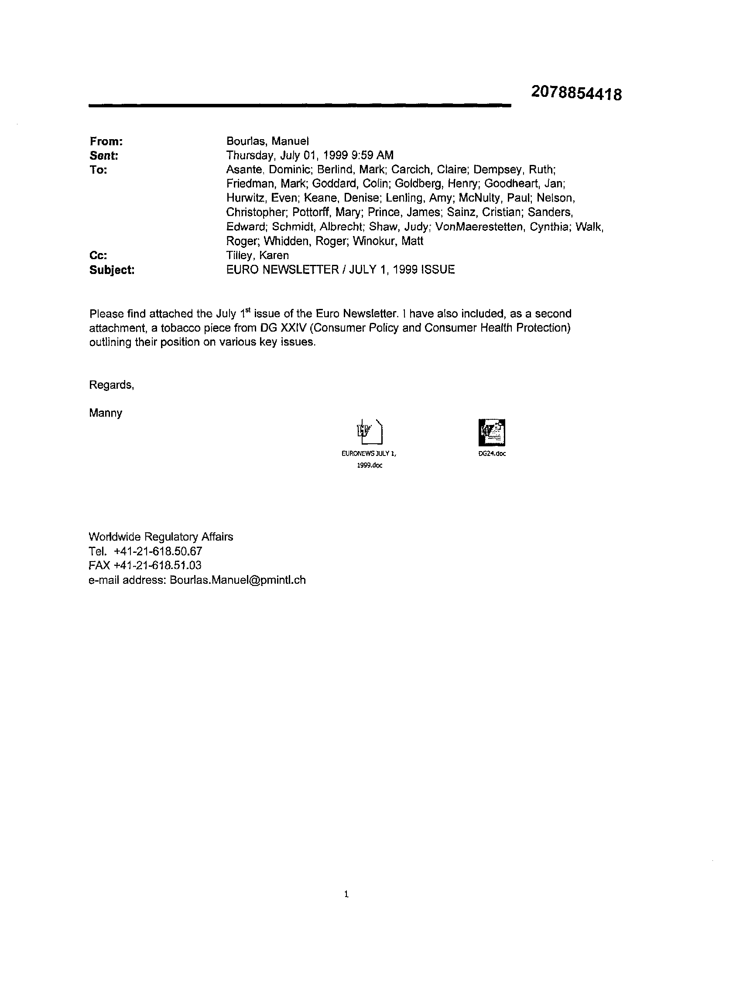 2078854418
From: Bourlas, Manuel
Sent: Thursday, July 01, 1999 9:59 AM
To: Asante, Dominic; Berlind, Mark; Carcich, Claire; Dempsey, Ruth;
Friedman, Mark; Goddard, Colin; Goldberg, Henry; Goodheart, Jan;
Hurwitz, Even; Keane, Denise; Lenling, Amy; McNulty, Paul; Nelson,
Christopher; Pottorff, Mary; Prince, James; Sainz, Cristian; Sanders,
Edward; Schmidt, Albrecht; Shaw, Judy; VonMaerestetten, Cynthia; Walk,
Roger; Whidden, Roger; Winokur, Matt
Cc: Tilley, Karen
Subject: EURO NEWSLETTER / JULY 1, 1999 ISSUE
Please find attached the July 1st issue of the Euro Newsletter. I have also included, as a second
attachment, a tobacco piece from DG XXIV (Consumer Policy and Consumer Health Protection)
outlining their position on various key issues.
Regards,
Manny
EURONEWS JULY 1,
1999.doc
DG24.doc
Worldwide Regulatory Affairs
Tel. +41-21-618.50.67
FAX +41-21-618.51.03
e-mail address: Bourlas.Manuel@pmintl.ch
1